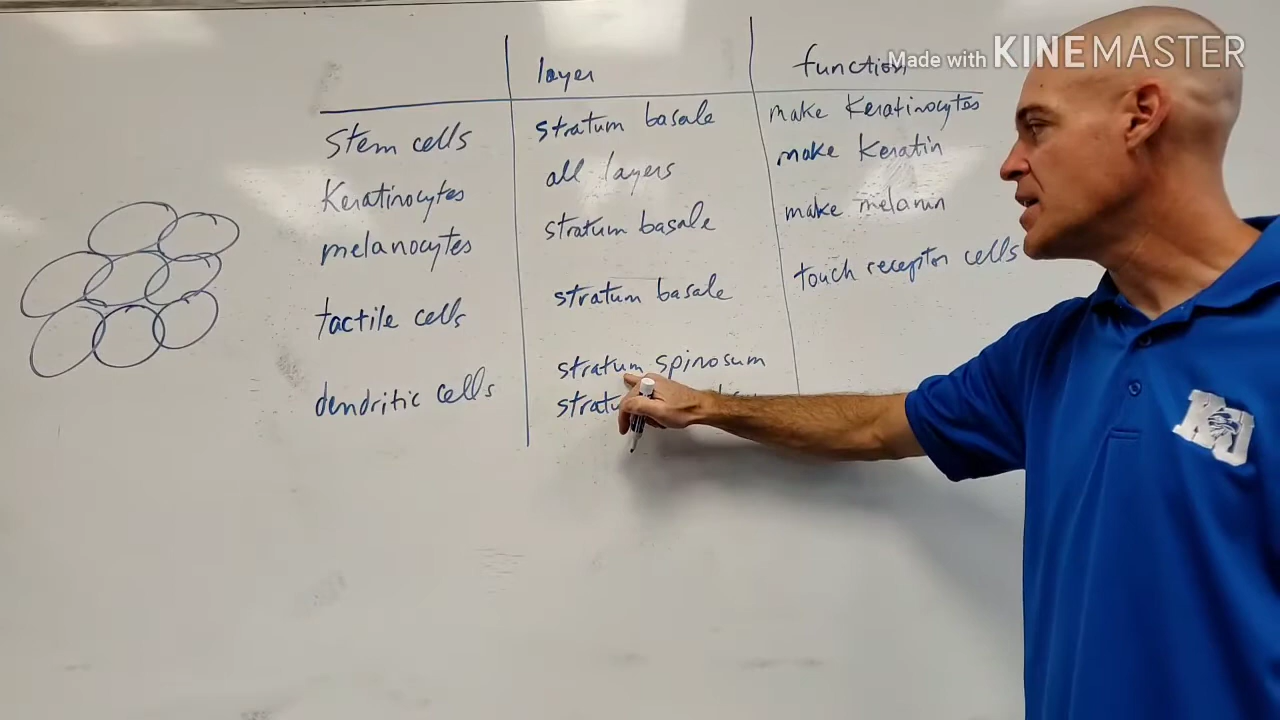 Made with KINEMASTER
layer function
Stem cells stratum basale make Keratinocytes
Keratinocytes all layers make Keratin
melanocytes stratum basale make melanin
tactile cells stratum basale touch receptor cells
dendritic cells stratum spinosum